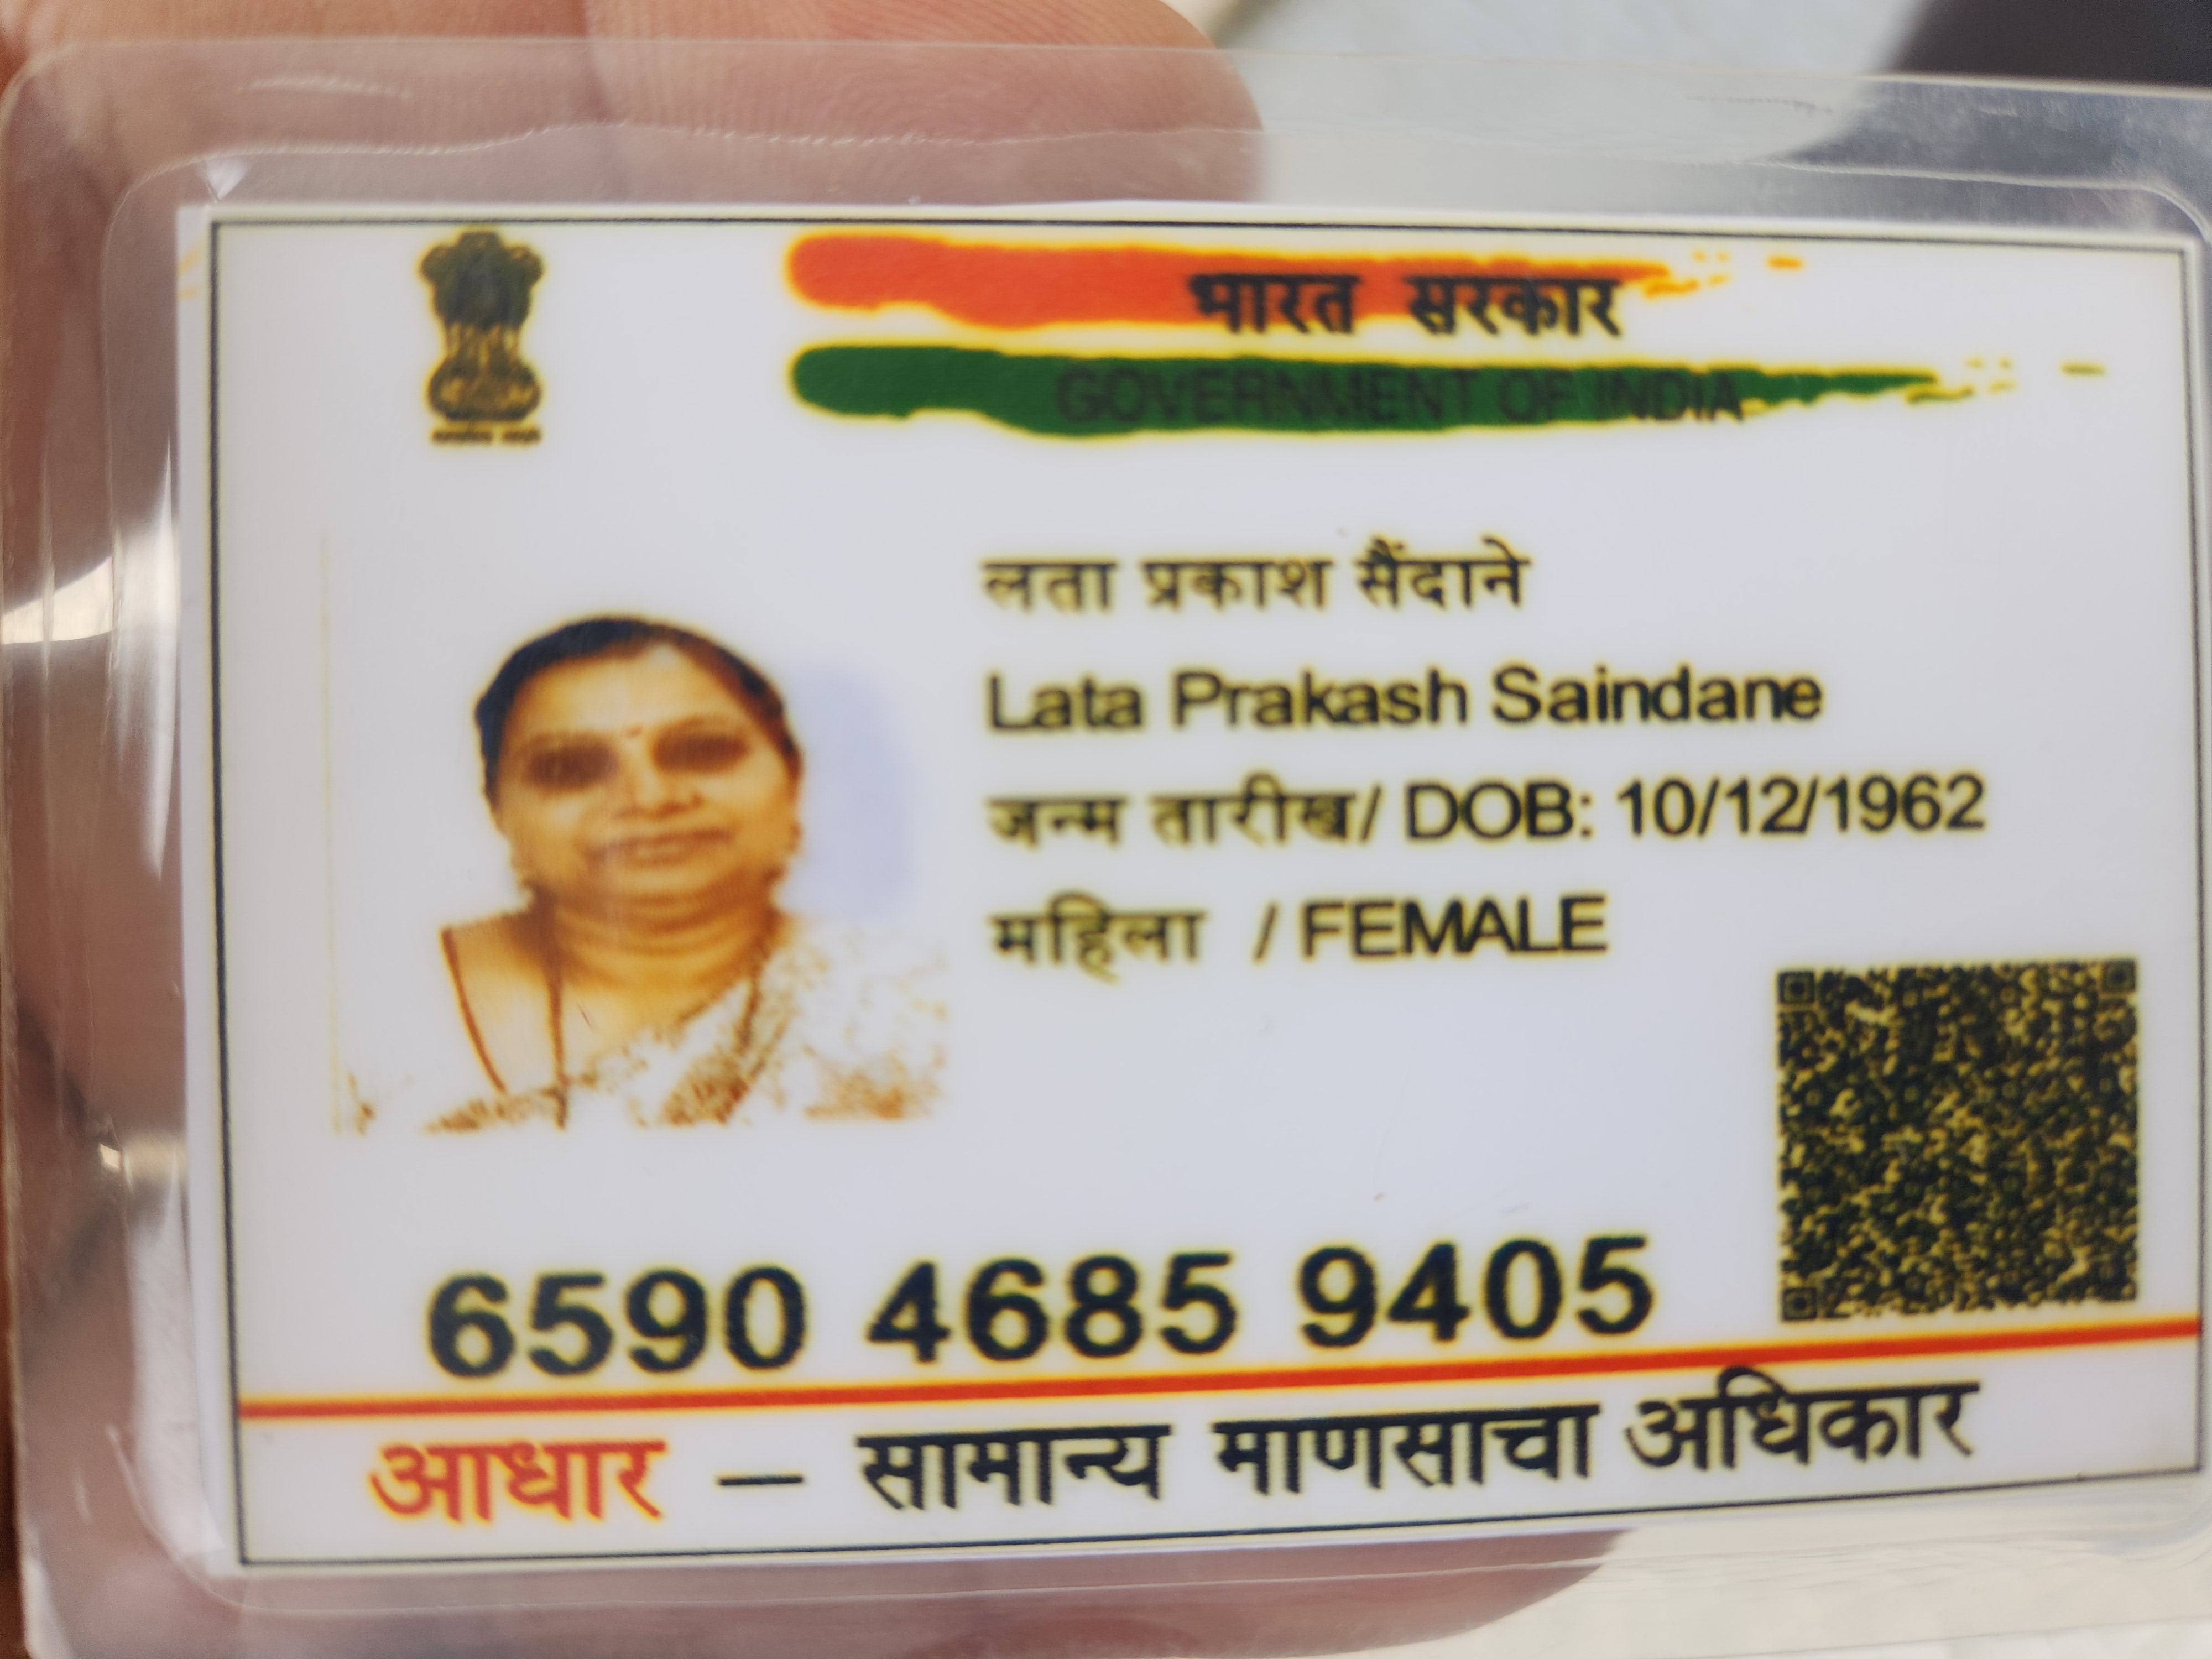 भारत सरकार
GOVERNMENT OF INDIA
लता प्रकाश सैंदाने
Lata Prakash Saindane
जन्म तारीख/ DOB: 10/12/1962
महिला / FEMALE
6590 4685 9405
आधार — सामान्य माणसाचा अधिकार